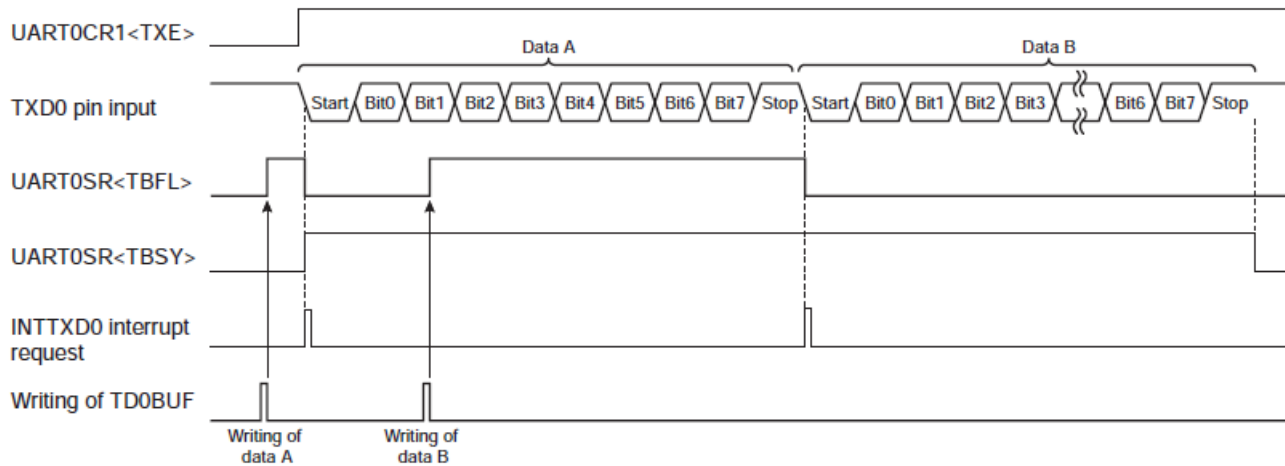 UART0CR1<TXE>
Data A
Data B
TXD0 pin input
Start Bit0 Bit1 Bit2 Bit3 Bit4 Bit5 Bit6 Bit7 Stop Start Bit0 Bit1 Bit2 Bit3 Bit6 Bit7 Stop
UART0SR<TBFL>
UART0SR<TBSY>
INTTXD0 interrupt
request
Writing of TD0BUF
Writing of
data A
Writing of
data B